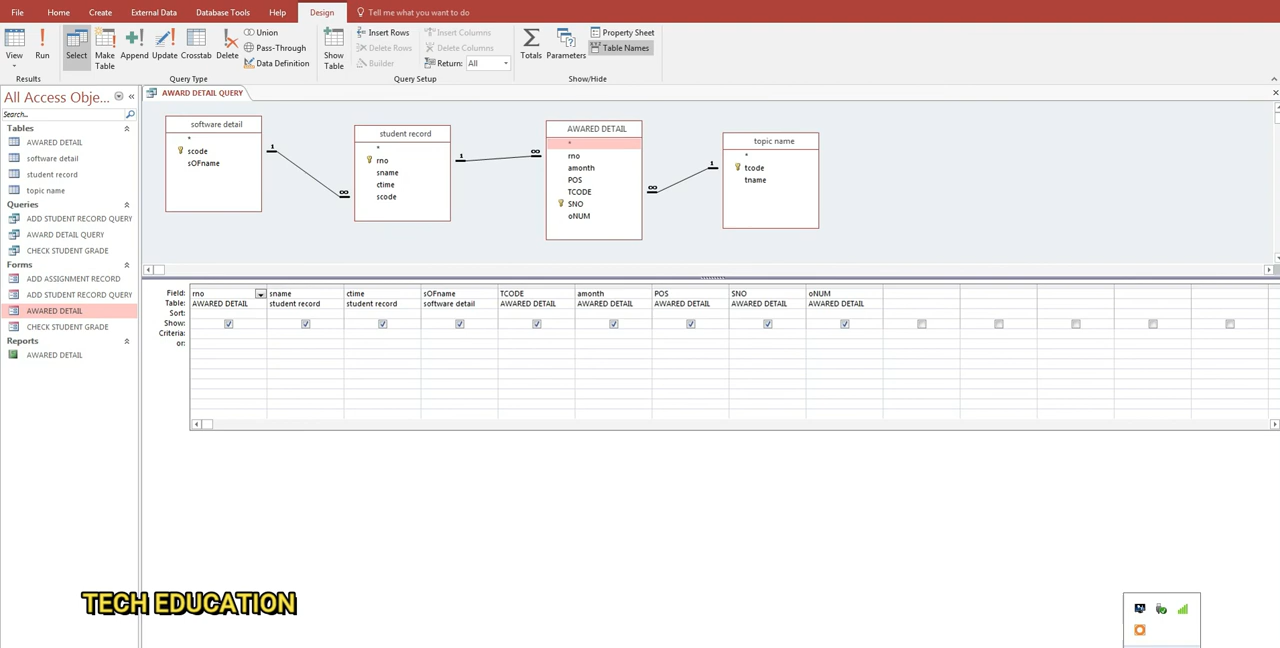 File Home Create External Data Database Tools Help Design Tell me what you want to do
View Run Select Make Table Append Update Crosstab Delete Union Pass-Through Data Definition Show Table Insert Rows Delete Rows Builder Insert Columns Delete Columns Return: All Totals Parameters Property Sheet Table Names
Results Query Type Query Setup Show/Hide
All Access Obje... «
AWARD DETAIL QUERY
Search...
Tables
AWARED DETAIL
software detail
student record
topic name
Queries
ADD STUDENT RECORD QUERY
AWARD DETAIL QUERY
CHECK STUDENT GRADE
Forms
ADD ASSIGNMENT RECORD
ADD STUDENT RECORD QUERY
AWARED DETAIL
CHECK STUDENT GRADE
Reports
AWARED DETAIL
software detail
*
scode
sOFname
1
∞
student record
*
rno
sname
ctime
scode
1
∞
AWARED DETAIL
*
rno
amonth
POS
TCODE
SNO
oNUM
∞
1
topic name
*
tcode
tname
Field: rno sname ctime sOFname TCODE amonth POS SNO oNUM
Table: AWARED DETAIL student record student record software detail AWARED DETAIL AWARED DETAIL AWARED DETAIL AWARED DETAIL AWARED DETAIL
Sort:
Show:
Criteria:
or:
TECH EDUCATION